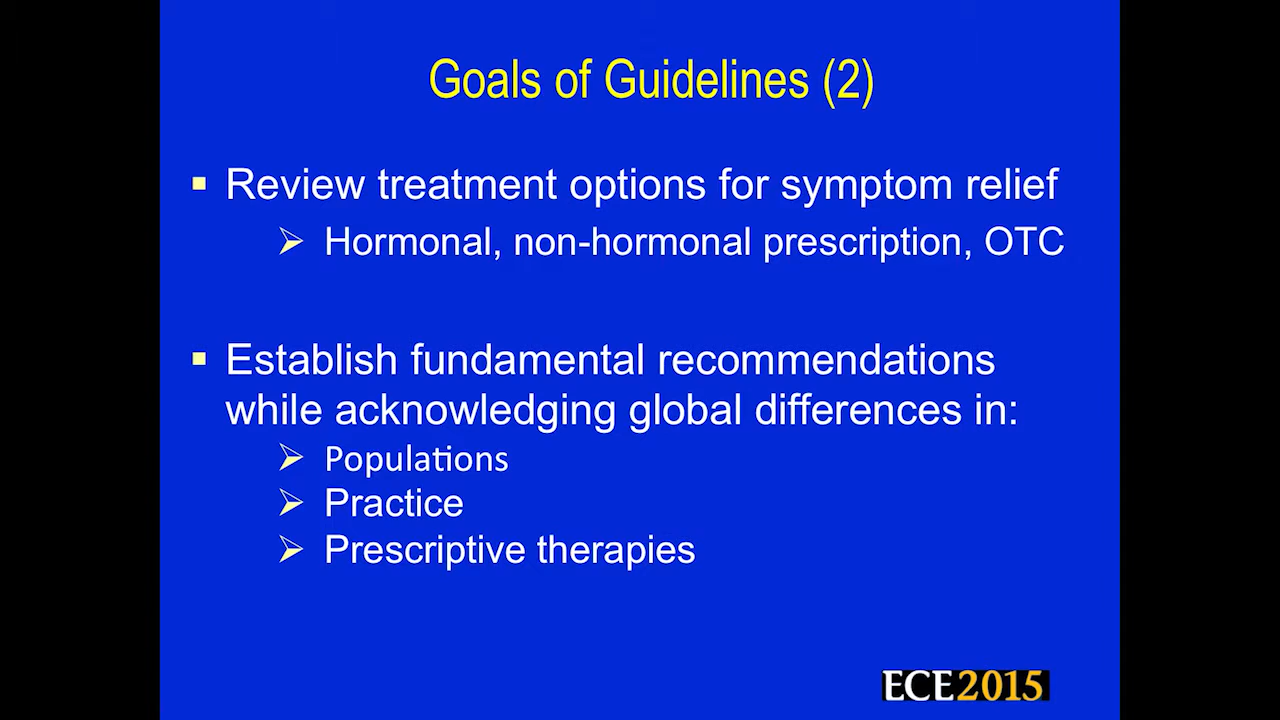 Goals of Guidelines (2)
Review treatment options for symptom relief
Hormonal, non-hormonal prescription, OTC
Establish fundamental recommendations
while acknowledging global differences in:
Populations
Practice
Prescriptive therapies
ECE2015